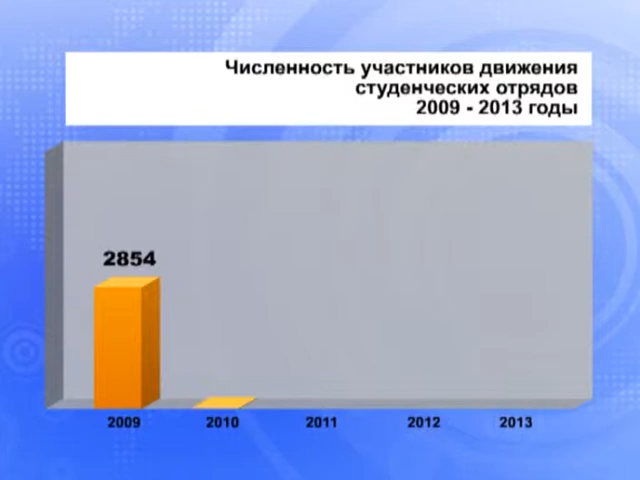 Численность участников движения
студенческих отрядов
2009 - 2013 годы
2854
2009 2010 2011 2012 2013